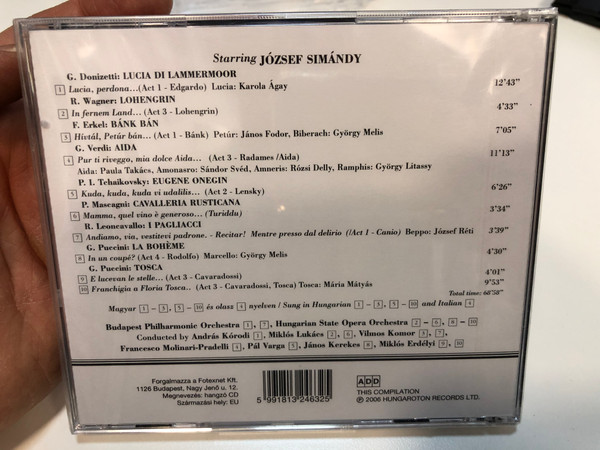 Starring JÓZSEF SIMÁNDY
G. Donizetti: LUCIA DI LAMMERMOOR
1 Lucia, perdona...(Act 1 - Edgardo) Lucia: Karola Ágay 12'43"
R. Wagner: LOHENGRIN
2 In fernem Land... (Act 3 - Lohengrin) 4'33"
F. Erkel: BÁNK BÁN
3 Hívtál, Petúr bán... (Act 1 - Bánk) Petúr: János Fodor, Biberach: György Melis 7'05"
G. Verdi: AIDA
4 Pur ti riveggo, mia dolce Aida... (Act 3 - Radames /Aida) 11'13"
Aida: Paula Takács, Amonasro: Sándor Svéd, Amneris: Rózsi Delly, Ramphis: György Litassy
P. I. Tchaikovsky: EUGENE ONEGIN
5 Kuda, kuda, kuda vi udalilis... (Act 2 - Lensky) 6'26"
P. Mascagni: CAVALLERIA RUSTICANA
6 Mamma, quel vino è generoso... (Turiddu) 3'34"
R. Leoncavallo: I PAGLIACCI
7 Andiamo, via, vestitevi padrone. - Recitar! Mentre presso dal delirio (/Act 1 - Canio) Beppo: József Réti 3'39"
G. Puccini: LA BOHÈME
8 In un coupé? (Act 4 - Rodolfo) Marcello: György Melis 4'30"
G. Puccini: TOSCA
9 E lucevan le stelle... (Act 3 - Cavaradossi) 4'01"
10 Franchigia a Floria Tosca.. (Act 3 - Cavaradossi, Tosca) Tosca: Mária Mátyás 9'53"
Total time: 68'58"
Magyar 1 - 3, 5 - 10 és olasz 4 nyelven / Sung in Hungarian 1 - 3, 5 - 10 and Italian 4
Budapest Philharmonic Orchestra 1, 7, Hungarian State Opera Orchestra 2 - 6, 8 - 10
Conducted by András Kórodi 1, Miklós Lukács 2, 6, Vilmos Komor 3, 7,
Francesco Molinari-Pradelli 4, Pál Varga 5, János Kerekes 8, Miklós Erdélyi 9, 10
Forgalmazza a Fotexnet Kft.
1126 Budapest, Nagy Jenő u. 12.
Megnevezés: hangzó CD
Származási hely: EU
5 991813 246325
ADD
THIS COMPILATION
℗ 2006 HUNGAROTON RECORDS LTD.